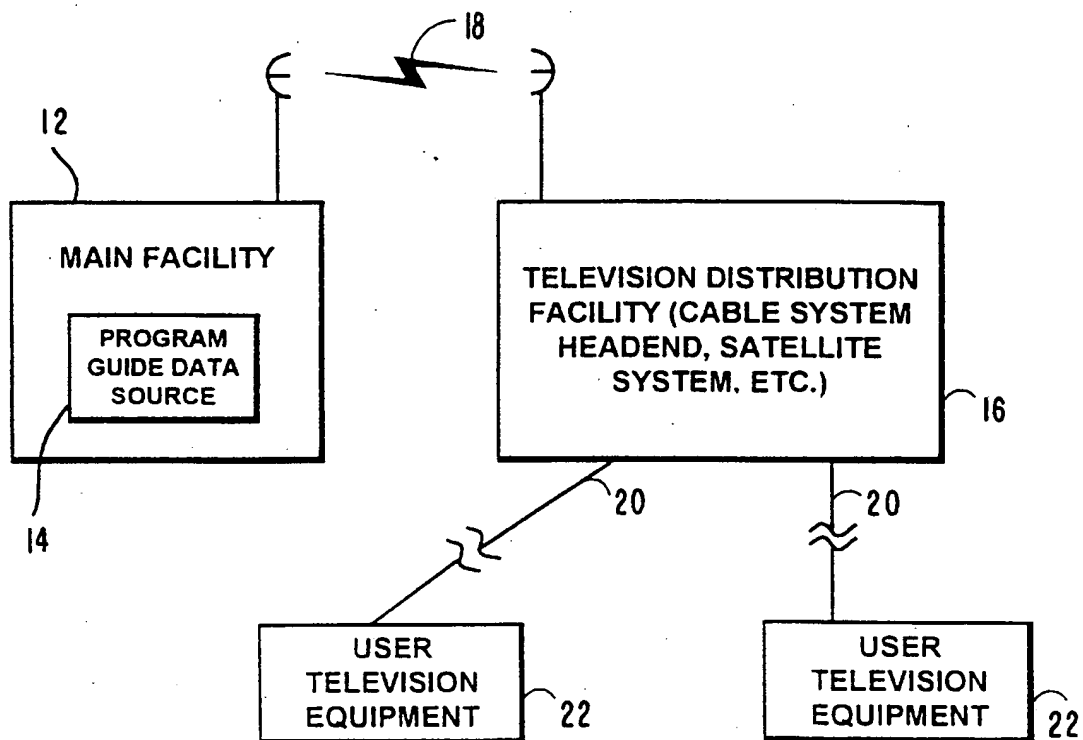 18
12
MAIN FACILITY
PROGRAM
GUIDE DATA
SOURCE
14
TELEVISION DISTRIBUTION
FACILITY (CABLE SYSTEM
HEADEND, SATELLITE
SYSTEM, ETC.)
16
20
20
USER
TELEVISION
EQUIPMENT
22
USER
TELEVISION
EQUIPMENT
22